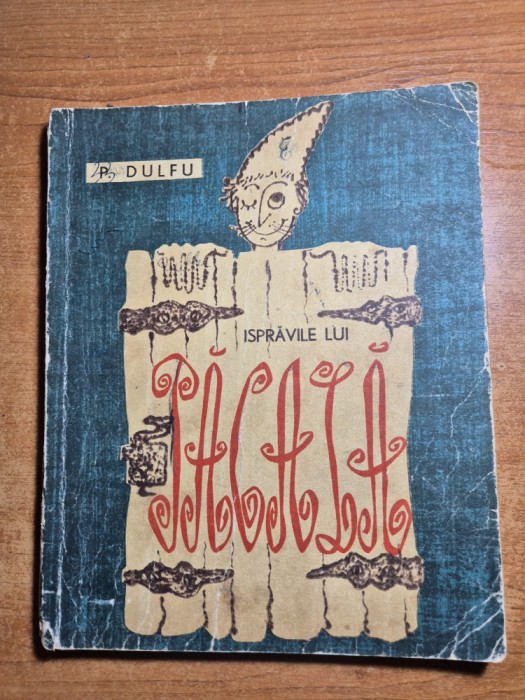 P. DULFU
ISPRĂVILE LUI
PĂCALĂ